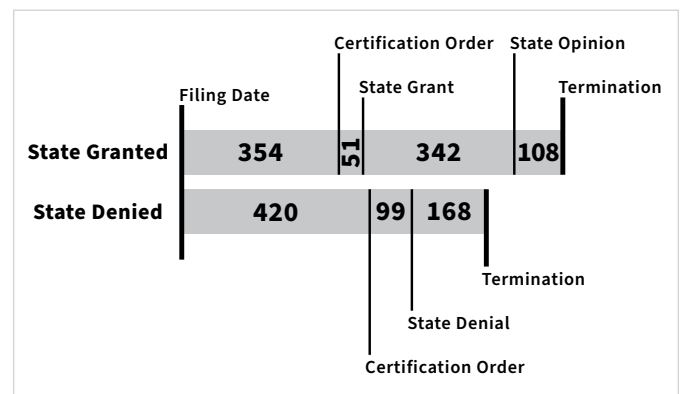 Certification Order State Opinion
State Grant Termination
Filing Date
State Granted 354 51 342 108
State Denied 420 99 168
Termination
State Denial
Certification Order